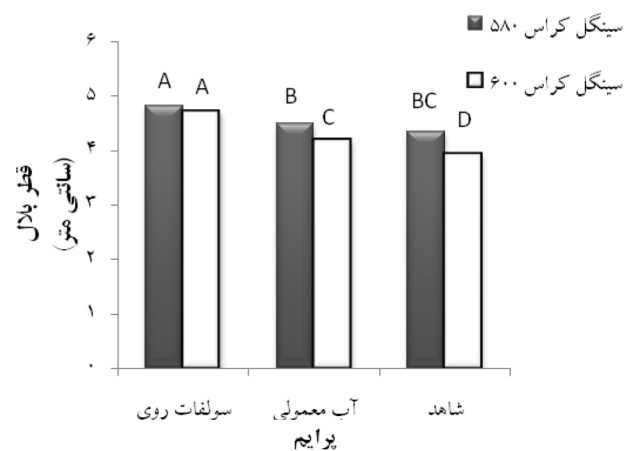 سینگل کراس ۵۸۰
سینگل کراس ۶۰۰
۶
۵
۴
۳
۲
۱
۰
A A B C BC D
قطر بلال
(سانتی متر)
سولفات روی آب معمولی شاهد
پرایم